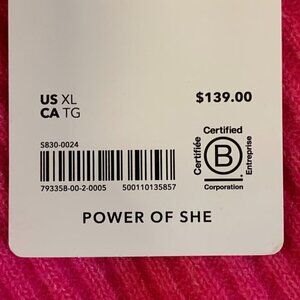 US XL
CA TG
$139.00
S830-0024
793358-00-2-0005 500110135857
Certified
Certifiée
B
Entreprise
Corporation
POWER OF SHE